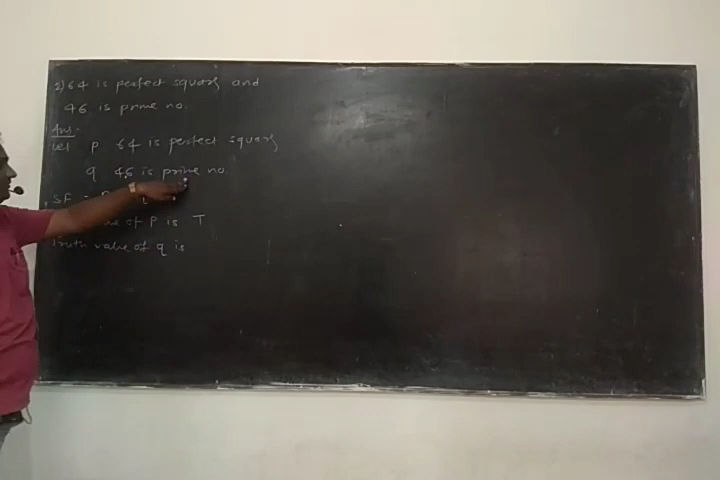 2) 64 is perfect square and
46 is prime no.
Ans.
Let p 64 is perfect square
q 46 is prime no.
SF
of P is T
Truth value of q is